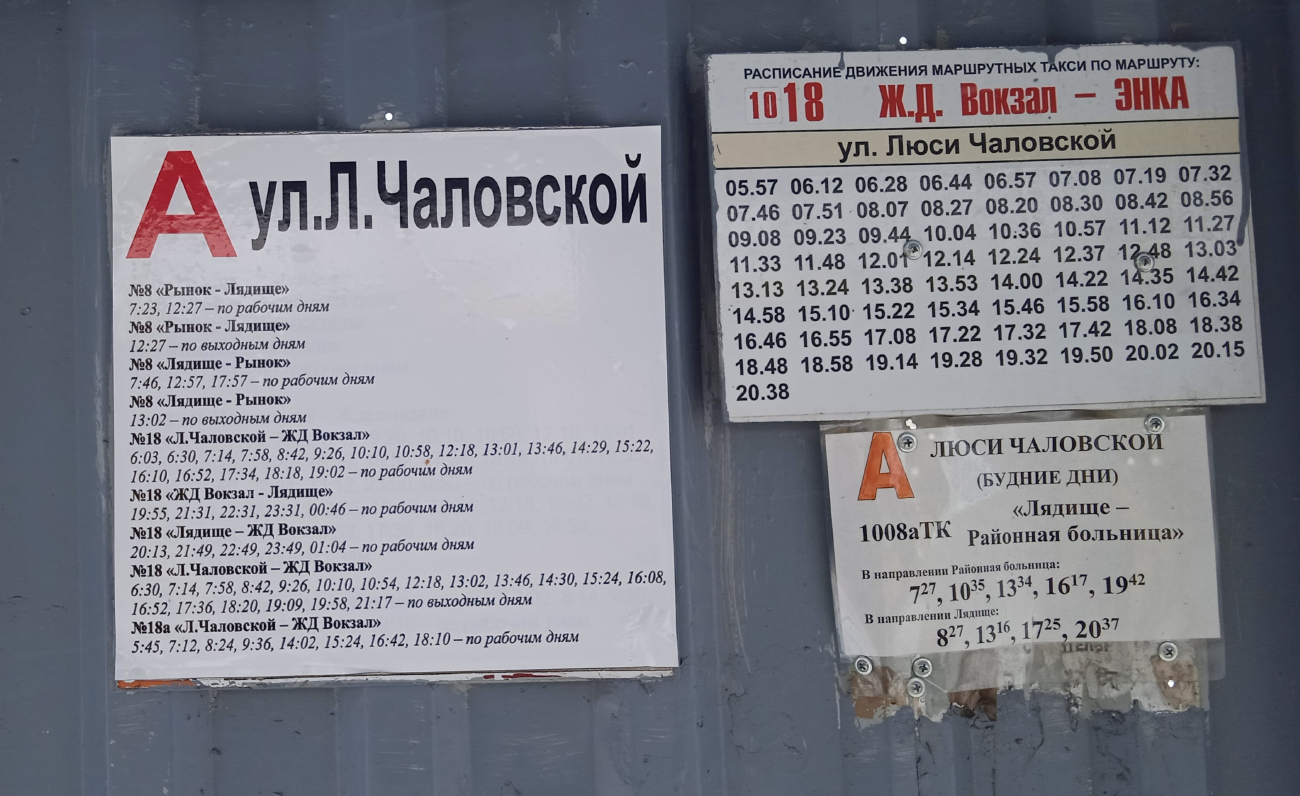 А ул.Л.Чаловской
№8 «Рынок - Лядище»
7:23, 12:27 – по рабочим дням
№8 «Рынок - Лядище»
12:27 – по выходным дням
№8 «Лядище - Рынок»
7:46, 12:57, 17:57 – по рабочим дням
№8 «Лядище - Рынок»
13:02 – по выходным дням
№18 «Л.Чаловской – ЖД Вокзал»
6:03, 6:30, 7:14, 7:58, 8:42, 9:26, 10:10, 10:58, 12:18, 13:01, 13:46, 14:29, 15:22,
16:10, 16:52, 17:34, 18:18, 19:02 – по рабочим дням
№18 «ЖД Вокзал - Лядище»
19:55, 21:31, 22:31, 23:31, 00:46 – по рабочим дням
№18 «Лядище – ЖД Вокзал»
20:13, 21:49, 22:49, 23:49, 01:04 – по рабочим дням
№18 «Л.Чаловской – ЖД Вокзал»
6:30, 7:14, 7:58, 8:42, 9:26, 10:10, 10:54, 12:18, 13:02, 13:46, 14:30, 15:24, 16:08,
16:52, 17:36, 18:20, 19:09, 19:58, 21:17 – по выходным дням
№18а «Л.Чаловской – ЖД Вокзал»
5:45, 7:12, 8:24, 9:36, 14:02, 15:24, 16:42, 18:10 – по рабочим дням
РАСПИСАНИЕ ДВИЖЕНИЯ МАРШРУТНЫХ ТАКСИ ПО МАРШРУТУ:
1018 Ж.Д. Вокзал – ЭНКА
ул. Люси Чаловской
05.57 06.12 06.28 06.44 06.57 07.08 07.19 07.32
07.46 07.51 08.07 08.27 08.20 08.30 08.42 08.56
09.08 09.23 09.44 10.04 10:36 10.57 11.12 11.27
11.33 11.48 12.01 12.14 12.24 12.37 12.48 13.03
13.13 13.24 13.38 13.53 14.00 14.22 14.35 14.42
14.58 15.10 15.22 15.34 15.46 15.58 16.10 16.34
16.46 16.55 17.08 17.22 17.32 17.42 18.08 18.38
18.48 18.58 19.14 19.28 19.32 19.50 20.02 20.15
20.38
А ЛЮСИ ЧАЛОВСКОЙ
(БУДНИЕ ДНИ)
«Лядище –
1008аТК Районная больница»
В направлении Районная больница:
7²⁷, 10³⁵, 13³⁴, 16¹⁷, 19⁴²
В направлении Лядище:
8²⁷, 13¹⁶, 17²⁵, 20³⁷